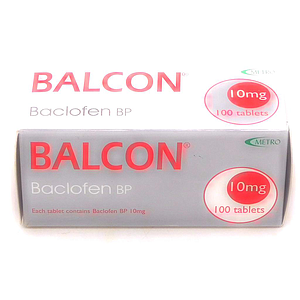 BALCON®
Baclofen BP
10mg
100 tablets
METRO
BALCON®
Baclofen BP
Each tablet contains Baclofen BP 10mg
METRO
10mg
100 tablets